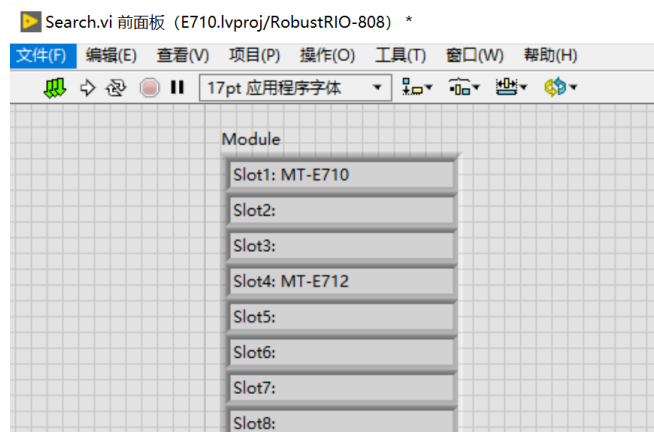 Search.vi 前面板（E710.lvproj/RobustRIO-808） *
文件(F) 编辑(E) 查看(V) 项目(P) 操作(O) 工具(T) 窗口(W) 帮助(H)
17pt 应用程序字体
Module
Slot1: MT-E710
Slot2:
Slot3:
Slot4: MT-E712
Slot5:
Slot6:
Slot7:
Slot8: